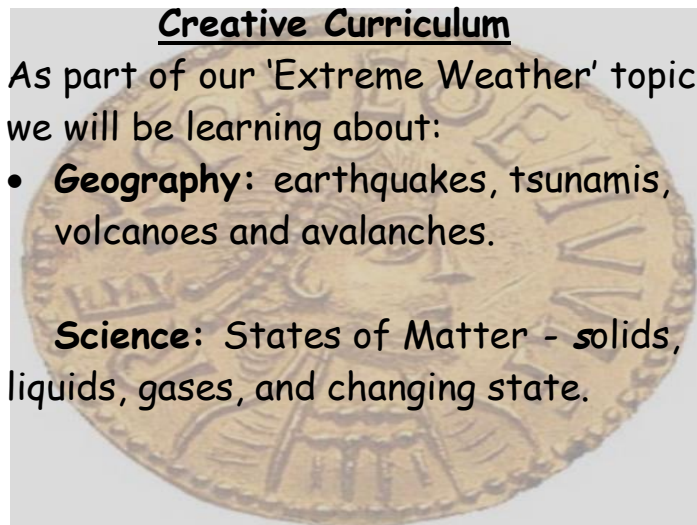 Creative Curriculum
As part of our ‘Extreme Weather’ topic
we will be learning about:
• Geography: earthquakes, tsunamis,
volcanoes and avalanches.
Science: States of Matter - solids,
liquids, gases, and changing state.